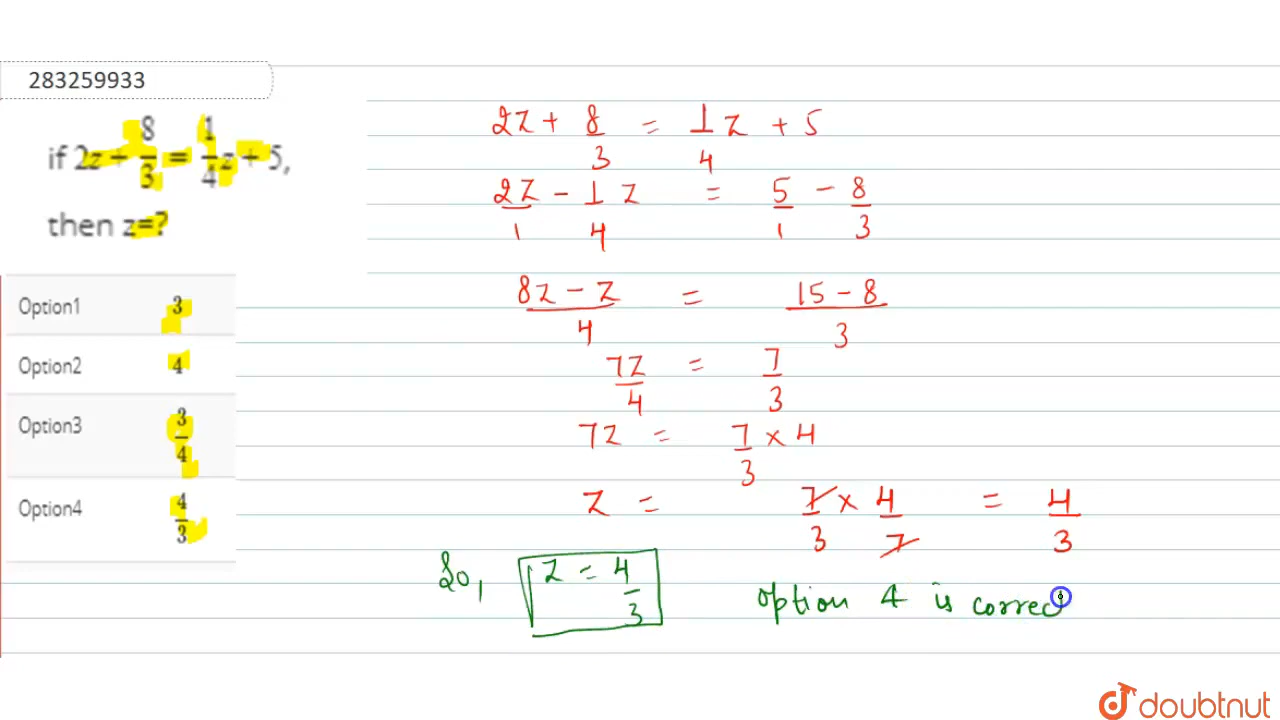 283259933
if 2z + 8/3 = 1/4 z + 5,
then z=?
Option1 3
Option2 4
Option3 3/4
Option4 4/3
2z + 8/3 = 1/4 z + 5
2z/1 - 1/4 z = 5/1 - 8/3
8z - z/4 = 15 - 8/3
7z/4 = 7/3
7z = 7/3 × 4
z = 7/3 × 4/7 = 4/3
So, z = 4/3
option 4 is correct
doubtnut